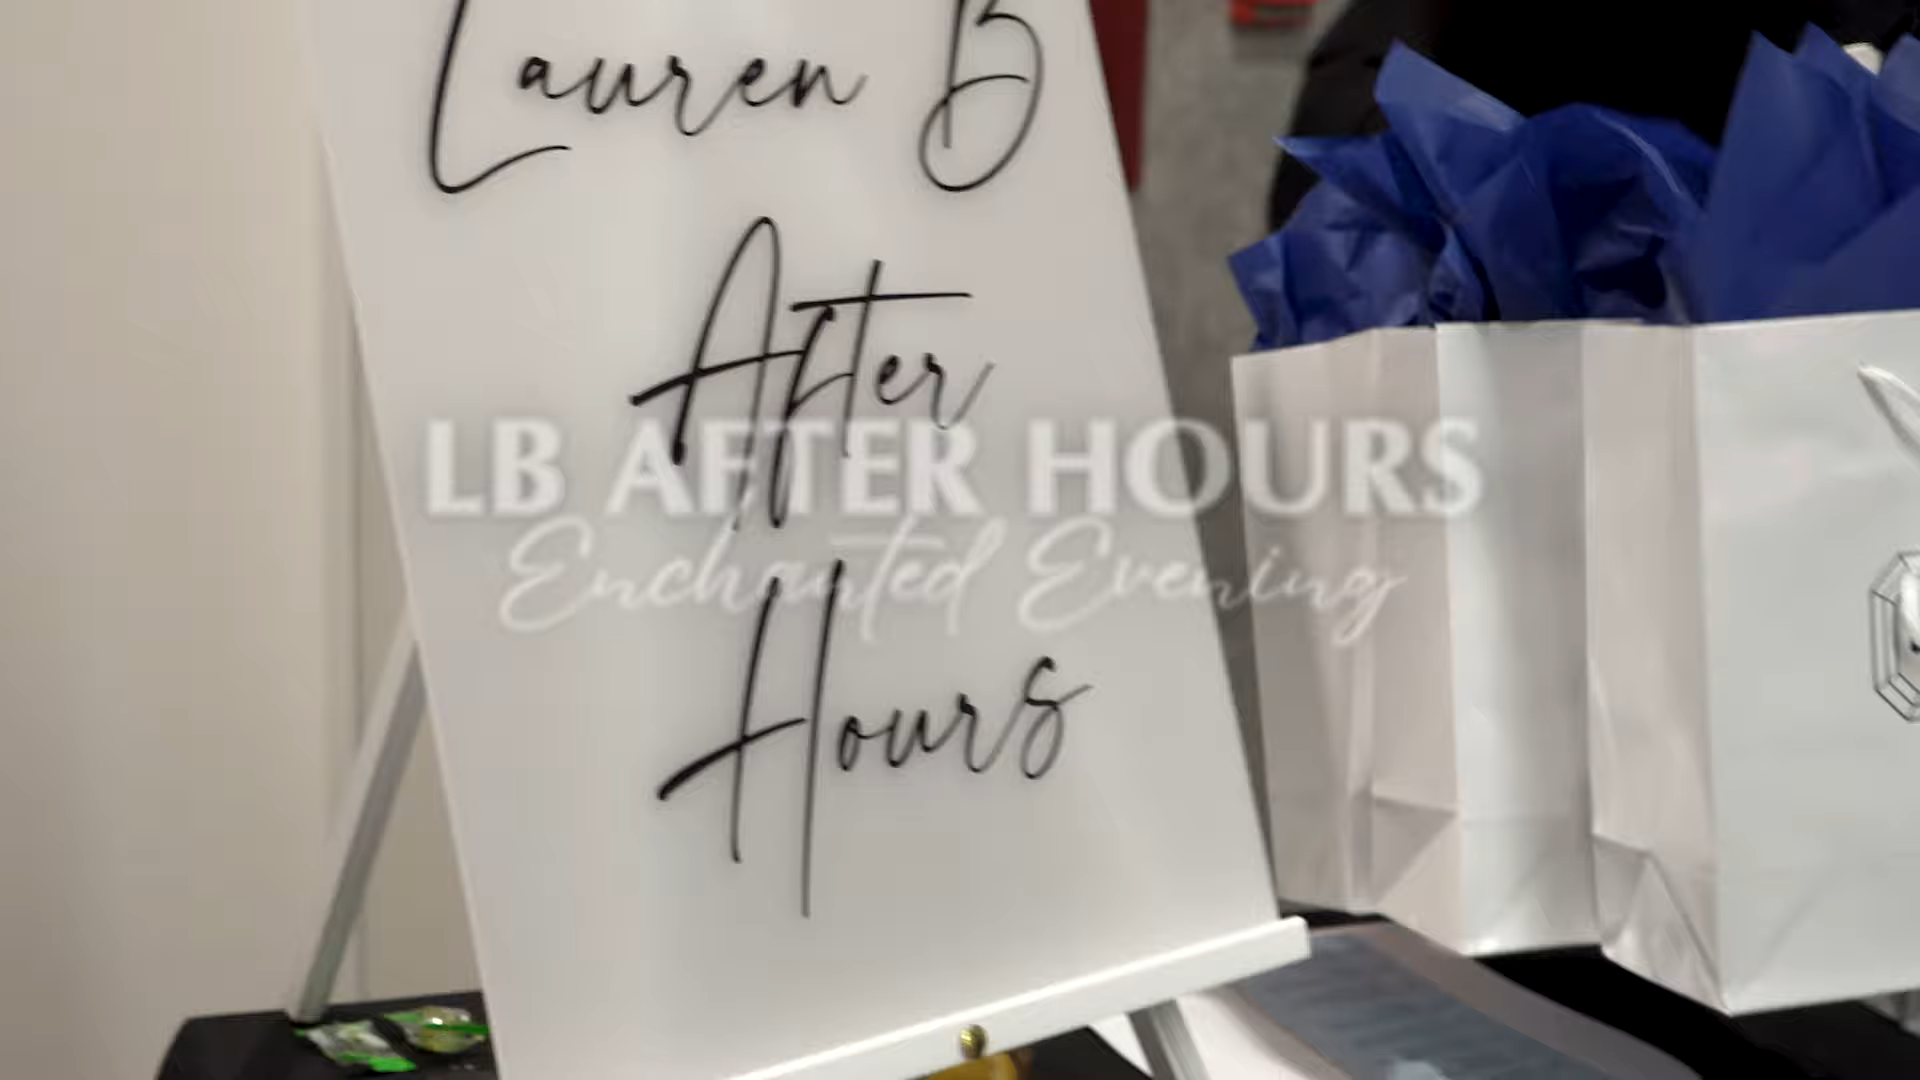 Lauren B
After
LB AFTER HOURS
Enchanted Evening
Hours